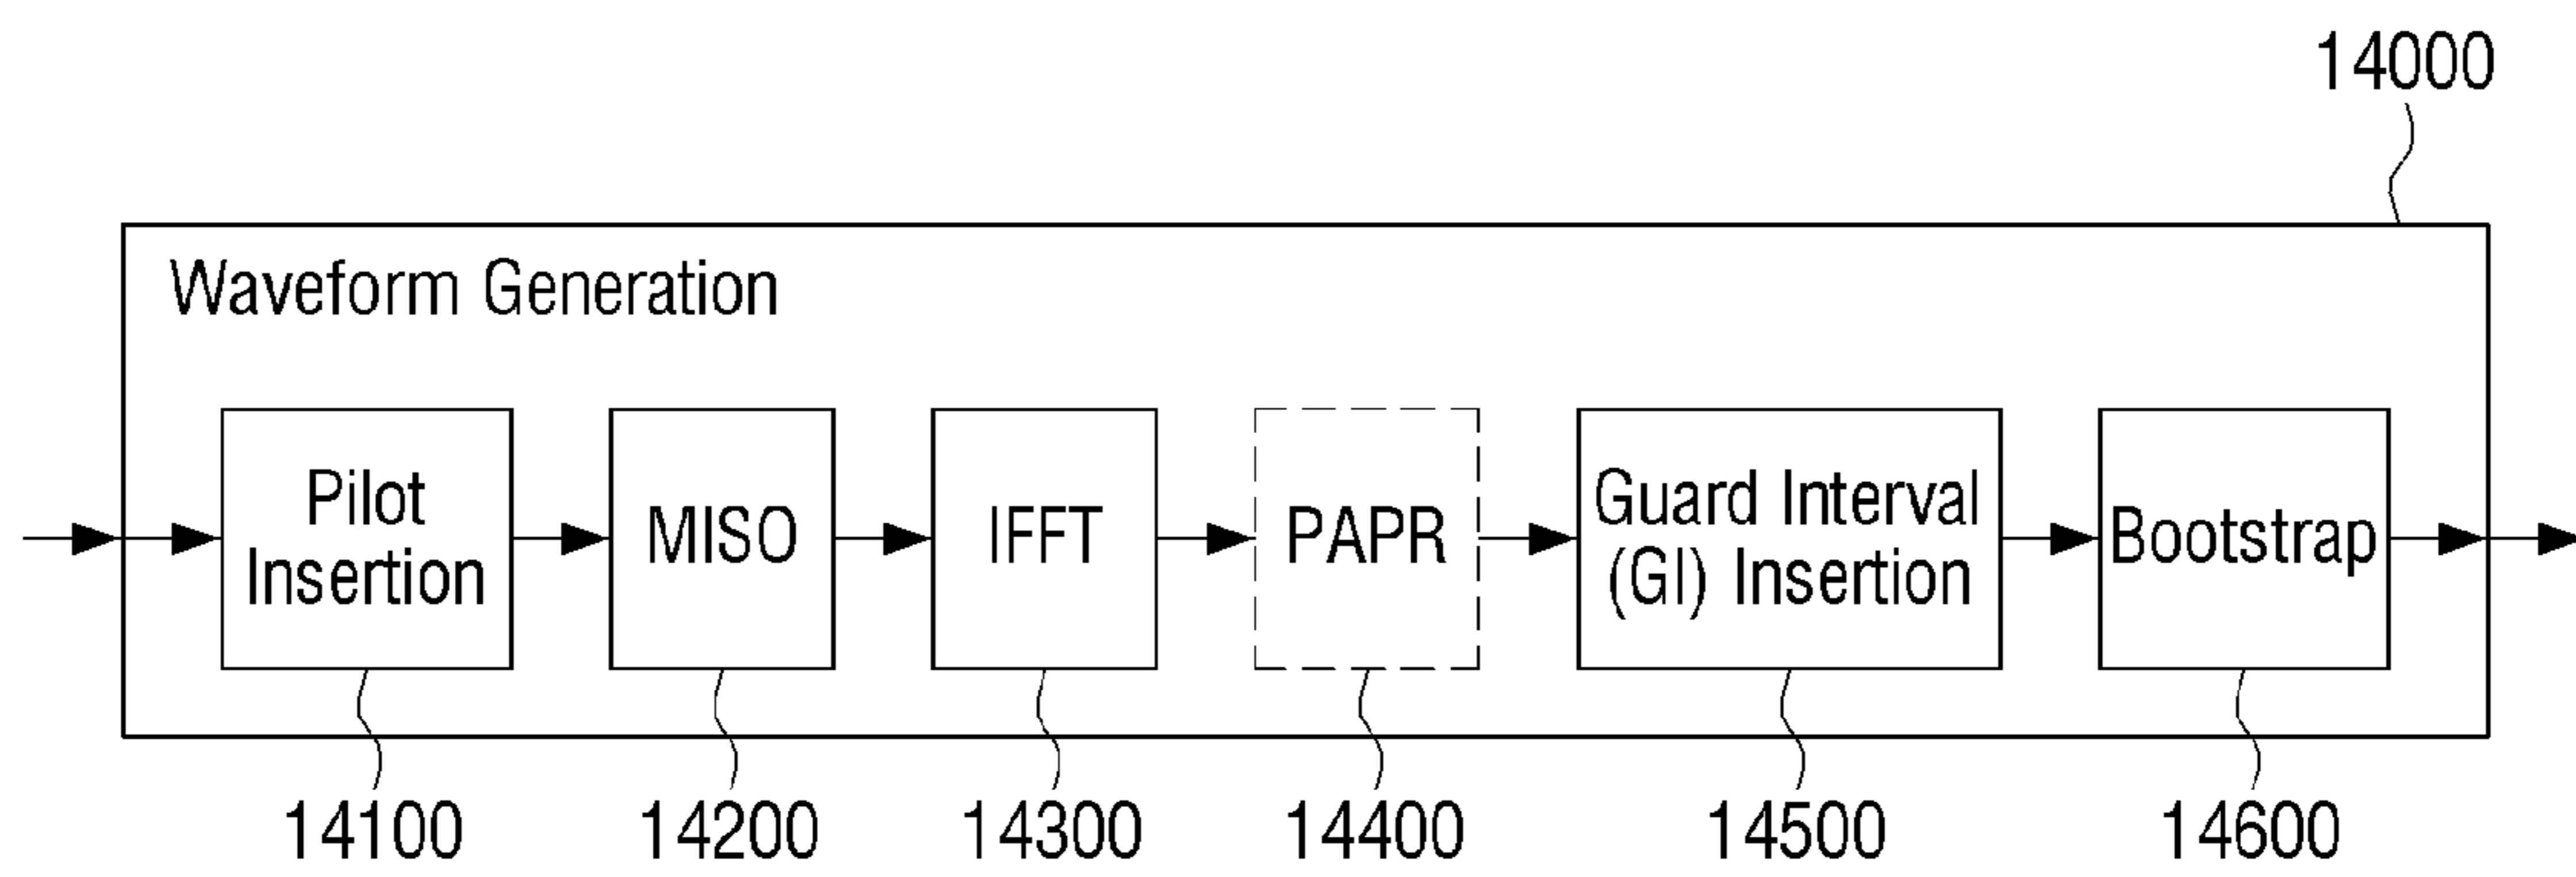 14000
Waveform Generation
Pilot
Insertion
MISO
IFFT
PAPR
Guard Interval
(GI) Insertion
Bootstrap
14100
14200
14300
14400
14500
14600